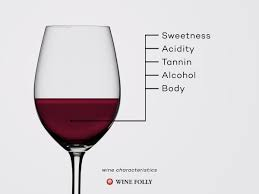 Sweetness
Acidity
Tannin
Alcohol
Body
wine characteristics
WINE FOLLY